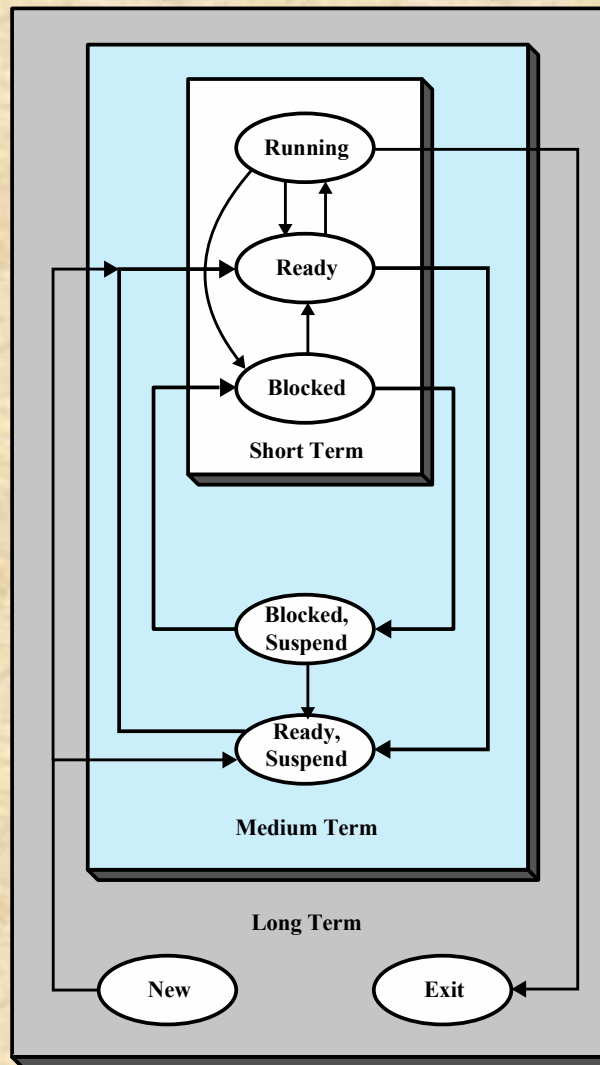 Running
Ready
Blocked
Short Term
Blocked,
Suspend
Ready,
Suspend
Medium Term
Long Term
New
Exit